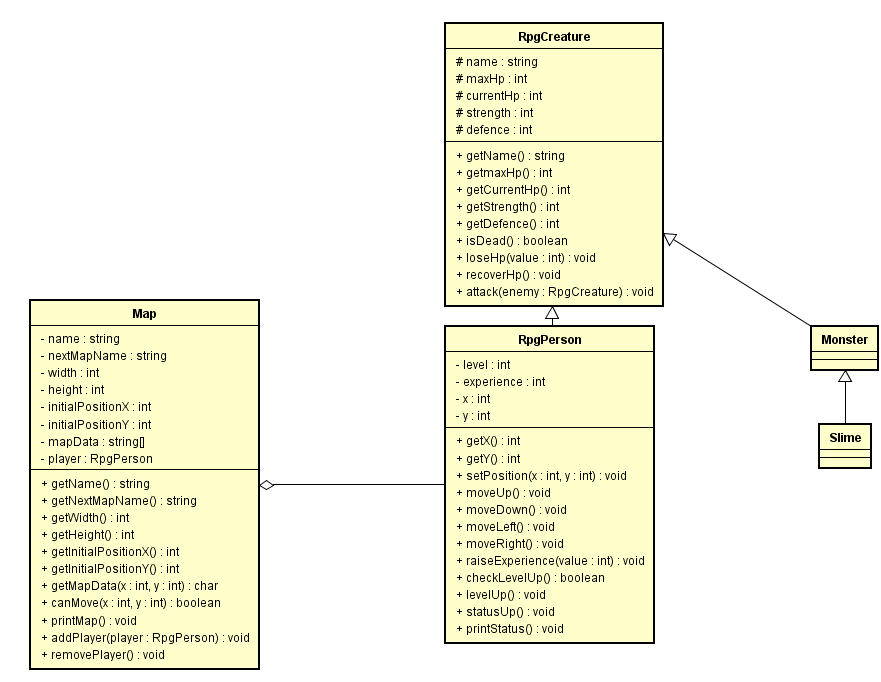 RpgCreature
# name : string
# maxHp : int
# currentHp : int
# strength : int
# defence : int
+ getName() : string
+ getmaxHp() : int
+ getCurrentHp() : int
+ getStrength() : int
+ getDefence() : int
+ isDead() : boolean
+ loseHp(value : int) : void
+ recoverHp() : void
+ attack(enemy : RpgCreature) : void
Map
- name : string
- nextMapName : string
- width : int
- height : int
- initialPositionX : int
- initialPositionY : int
- mapData : string[]
- player : RpgPerson
+ getName() : string
+ getNextMapName() : string
+ getWidth() : int
+ getHeight() : int
+ getInitialPositionX() : int
+ getInitialPositionY() : int
+ getMapData(x : int, y : int) : char
+ canMove(x : int, y : int) : boolean
+ printMap() : void
+ addPlayer(player : RpgPerson) : void
+ removePlayer() : void
RpgPerson
- level : int
- experience : int
- x : int
- y : int
+ getX() : int
+ getY() : int
+ setPosition(x : int, y : int) : void
+ moveUp() : void
+ moveDown() : void
+ moveLeft() : void
+ moveRight() : void
+ raiseExperience(value : int) : void
+ checkLevelUp() : boolean
+ levelUp() : void
+ statusUp() : void
+ printStatus() : void
Monster
Slime